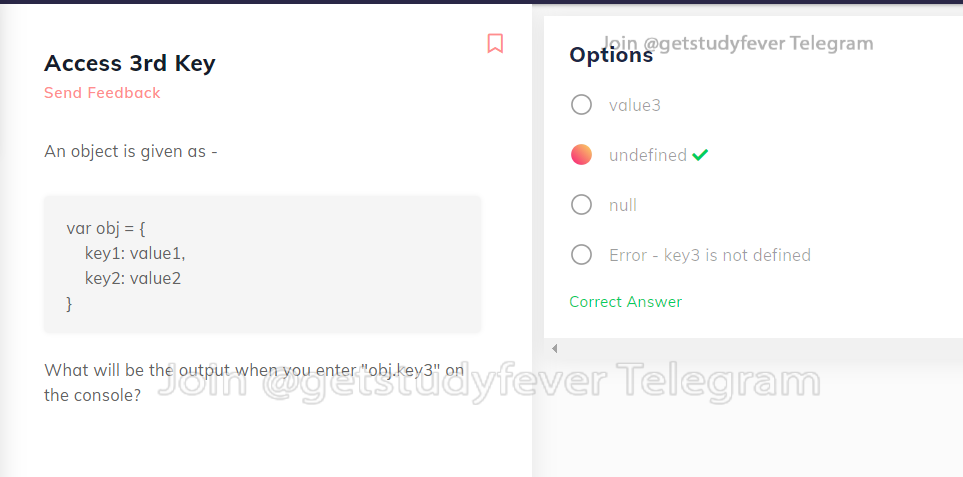 Access 3rd Key
Send Feedback
An object is given as -
var obj = {
key1: value1,
key2: value2
}
What will be the output when you enter "obj.key3" on
the console?
Join @getstudyfever Telegram
Options
value3
undefined
null
Error - key3 is not defined
Correct Answer
Join @getstudyfever Telegram